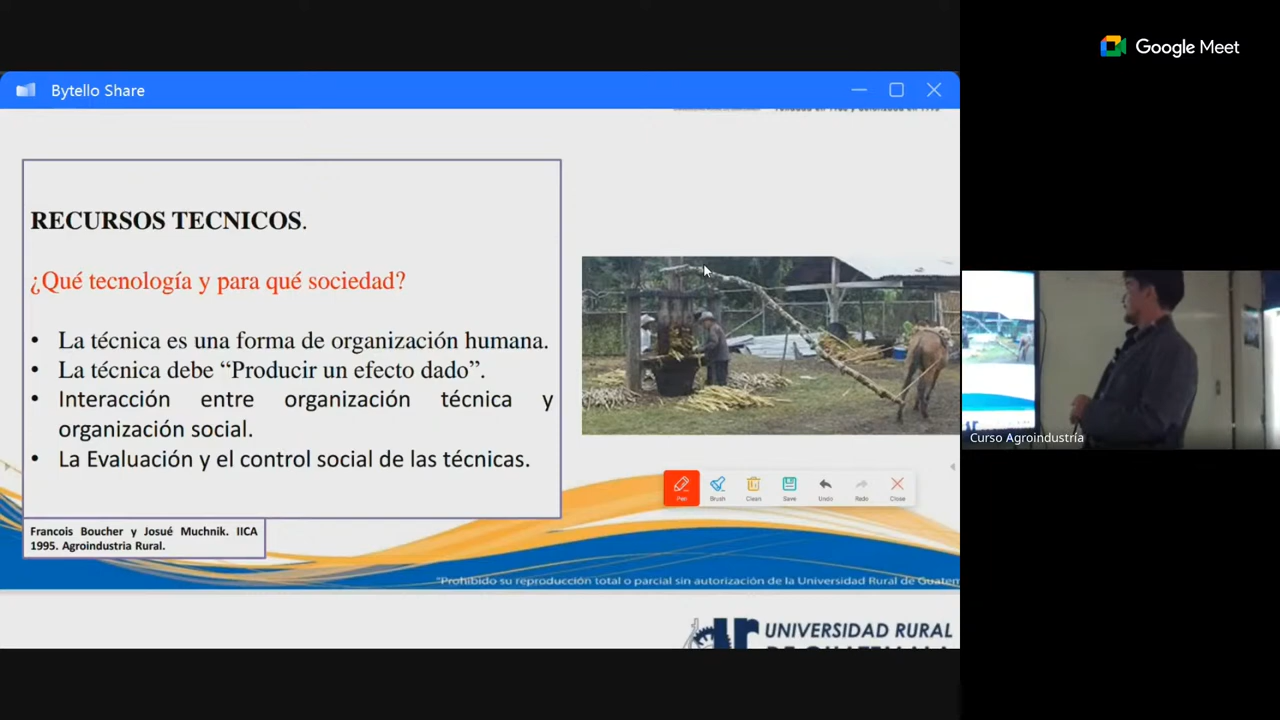 Google Meet
Bytello Share
RECURSOS TECNICOS.
¿Qué tecnología y para qué sociedad?
• La técnica es una forma de organización humana.
• La técnica debe “Producir un efecto dado”.
• Interacción entre organización técnica y
organización social.
• La Evaluación y el control social de las técnicas.
Curso Agroindustría
Pen Brush Clean Save Undo Redo Close
Francois Boucher y Josué Muchnik. IICA
1995. Agroindustria Rural.
"Prohibido su reproducción total o parcial sin autorización de la Universidad Rural de Guatem
UNIVERSIDAD RURAL
DE GUATEMALA